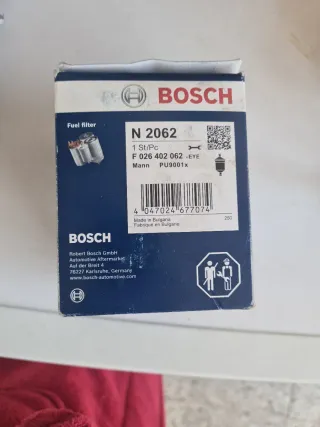 BOSCH
Fuel filter
N 2062
1 St/Pc
F 026 402 062 -EYE
Mann PU9001x
4 047024 677074
Made in Bulgaria
Fabriqué en Bulgarie
200
BOSCH
Robert Bosch GmbH
Automotive Aftermarket
Auf der Breit 4
76227 Karlsruhe, Germany
www.bosch-automotive.com